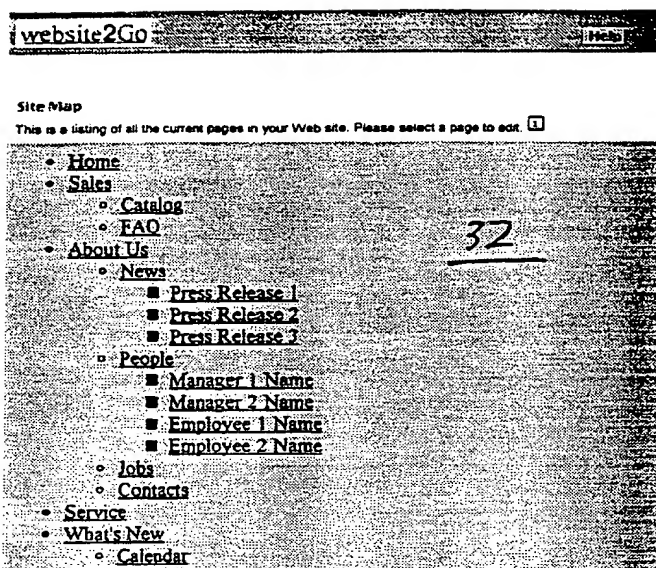 website2Go Help
Site Map
This is a listing of all the current pages in your Web site. Please select a page to edit. 1
Home
Sales
Catalog
FAQ
About Us
32
News
Press Release 1
Press Release 2
Press Release 3
People
Manager 1 Name
Manager 2 Name
Employee 1 Name
Employee 2 Name
Jobs
Contacts
Service
What's New
Calendar